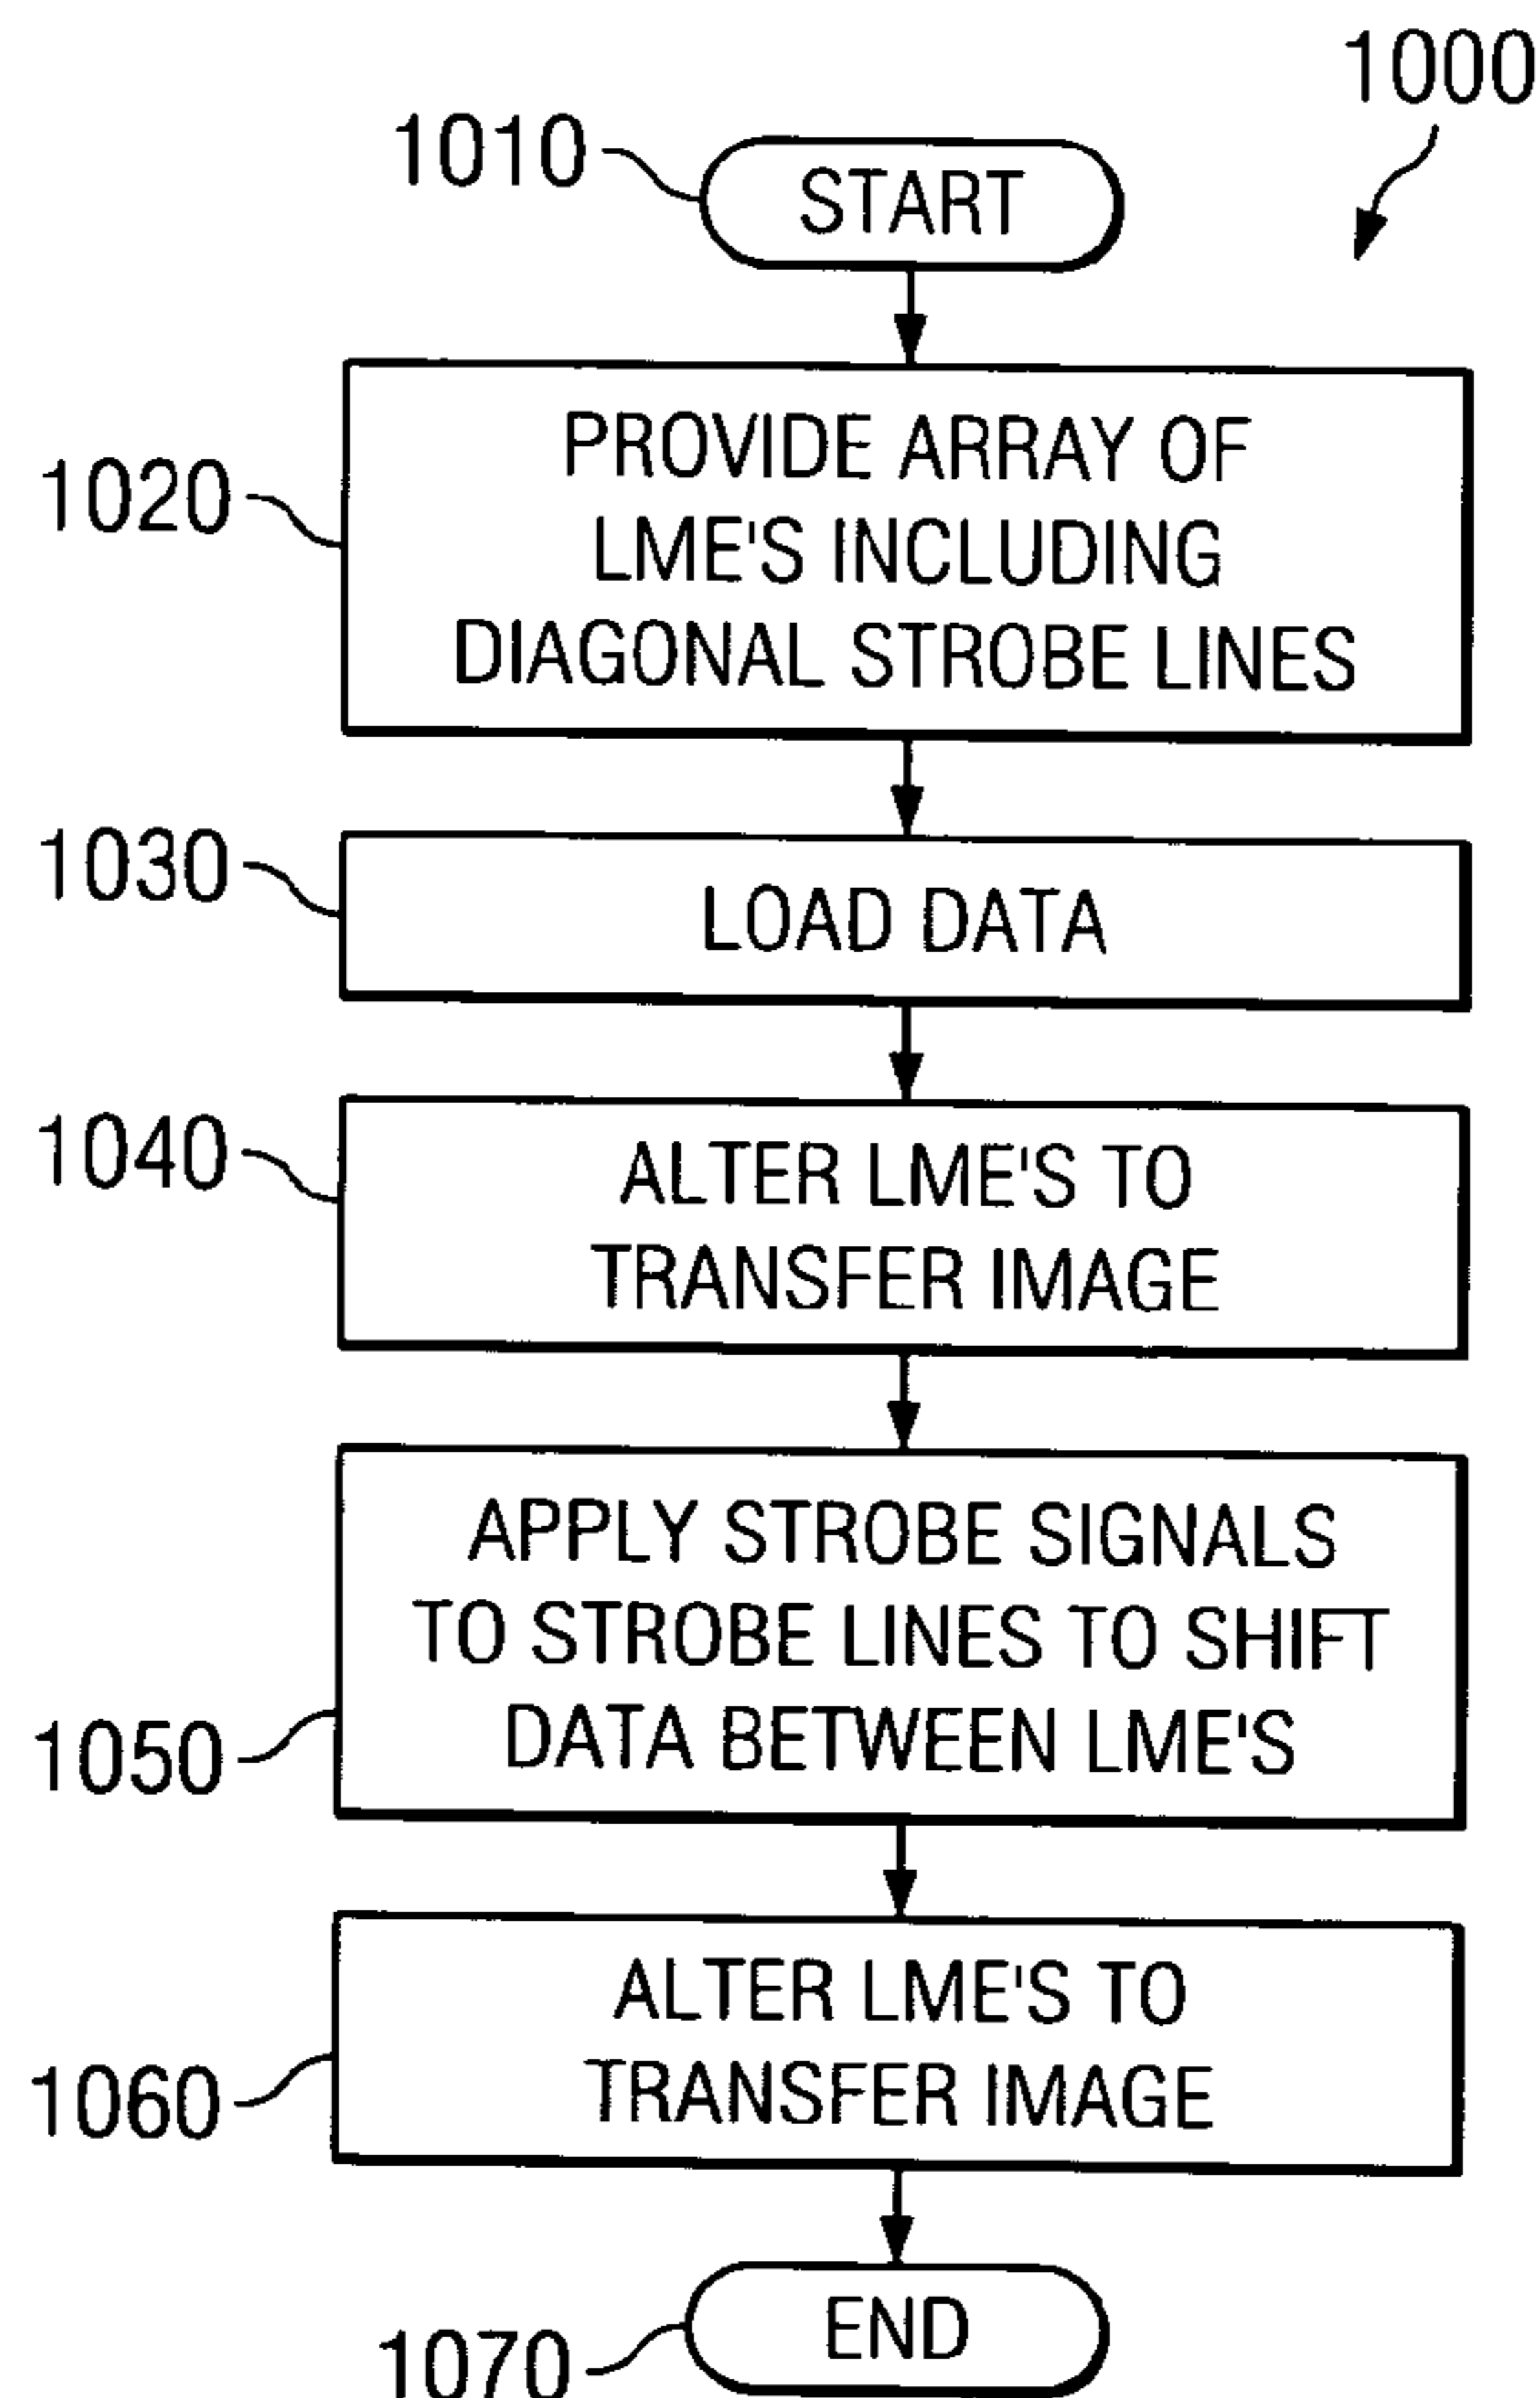 1000
1010
START
1020
PROVIDE ARRAY OF
LME'S INCLUDING
DIAGONAL STROBE LINES
1030
LOAD DATA
1040
ALTER LME'S TO
TRANSFER IMAGE
1050
APPLY STROBE SIGNALS
TO STROBE LINES TO SHIFT
DATA BETWEEN LME'S
1060
ALTER LME'S TO
TRANSFER IMAGE
1070
END